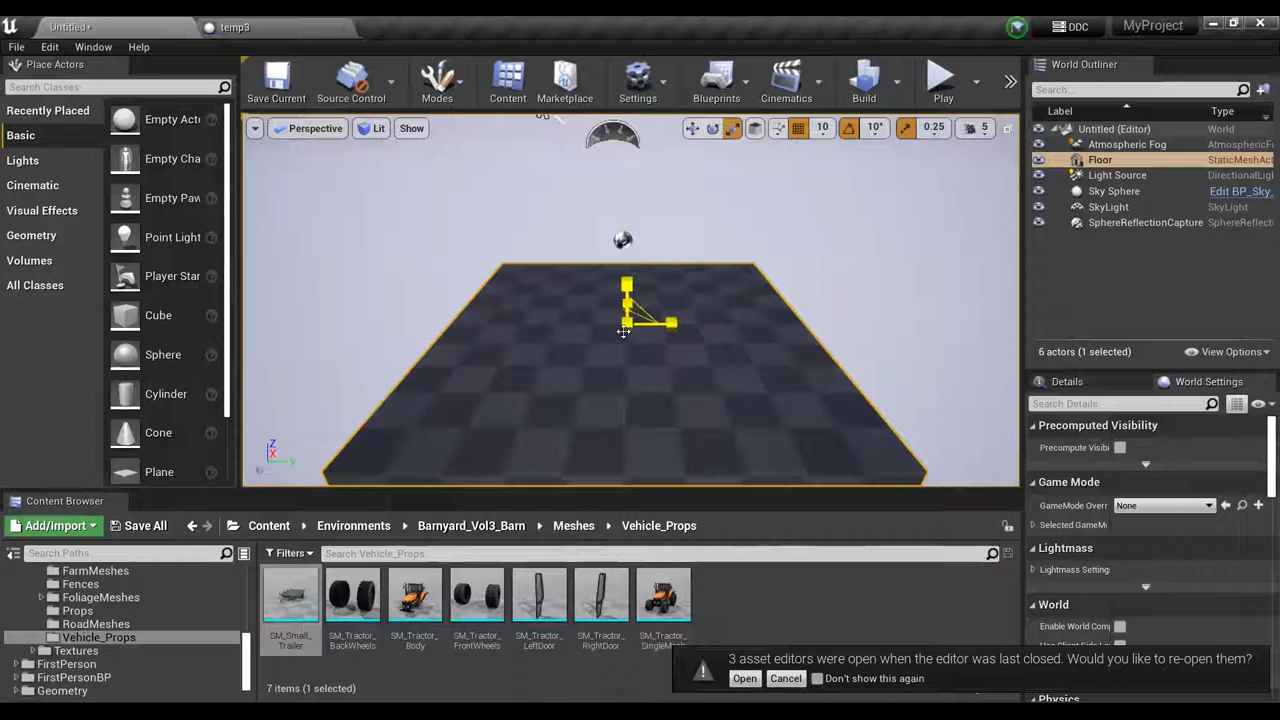 Untitled•
temp3
DDC
MyProject
File
Edit
Window
Help
Place Actors
Search Classes
Recently Placed
Basic
Lights
Cinematic
Visual Effects
Geometry
Volumes
All Classes
Empty Acto
Empty Cha
Empty Paw
Point Light
Player Star
Cube
Sphere
Cylinder
Cone
Plane
Save Current
Source Control
Modes
Content
Marketplace
Settings
Blueprints
Cinematics
Build
Play
Perspective
Lit
Show
10
10°
0.25
5
Z
X
Y
World Outliner
Search...
Label
Type
Untitled (Editor)
World
Atmospheric Fog
AtmosphericFo
Floor
StaticMeshAct
Light Source
DirectionalLigh
Sky Sphere
Edit BP_Sky_
SkyLight
SkyLight
SphereReflectionCapture
SphereReflecti
6 actors (1 selected)
View Options
Details
World Settings
Search Details
Precomputed Visibility
Precompute Visibi
Game Mode
GameMode Overr
None
Selected GameMo
Lightmass
Lightmass Setting
World
Enable World Comp
Physics
Content Browser
Add/Import
Save All
Content
Environments
Barnyard_Vol3_Barn
Meshes
Vehicle_Props
Search Paths
Filters
Search Vehicle_Props
FarmMeshes
Fences
FoliageMeshes
Props
RoadMeshes
Vehicle_Props
Textures
FirstPerson
FirstPersonBP
Geometry
SM_Small_
Trailer
SM_Tractor_
BackWheels
SM_Tractor_
Body
SM_Tractor_
FrontWheels
SM_Tractor_
LeftDoor
SM_Tractor_
RightDoor
SM_Tractor_
SingleMesh
7 items (1 selected)
3 asset editors were open when the editor was last closed. Would you like to re-open them?
Open
Cancel
Don't show this again